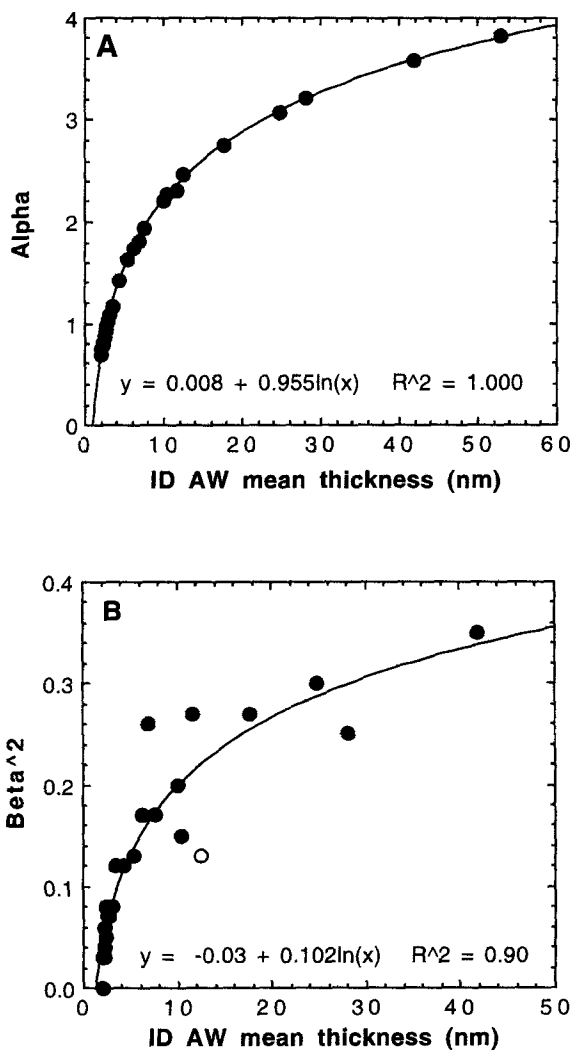 A
4
3
2
1
0
Alpha
y = 0.008 + 0.955ln(x) R^2 = 1.000
0 10 20 30 40 50 60
ID AW mean thickness (nm)
B
0.4
0.3
0.2
0.1
0.0
Beta^2
y = -0.03 + 0.102ln(x) R^2 = 0.90
0 10 20 30 40 50
ID AW mean thickness (nm)